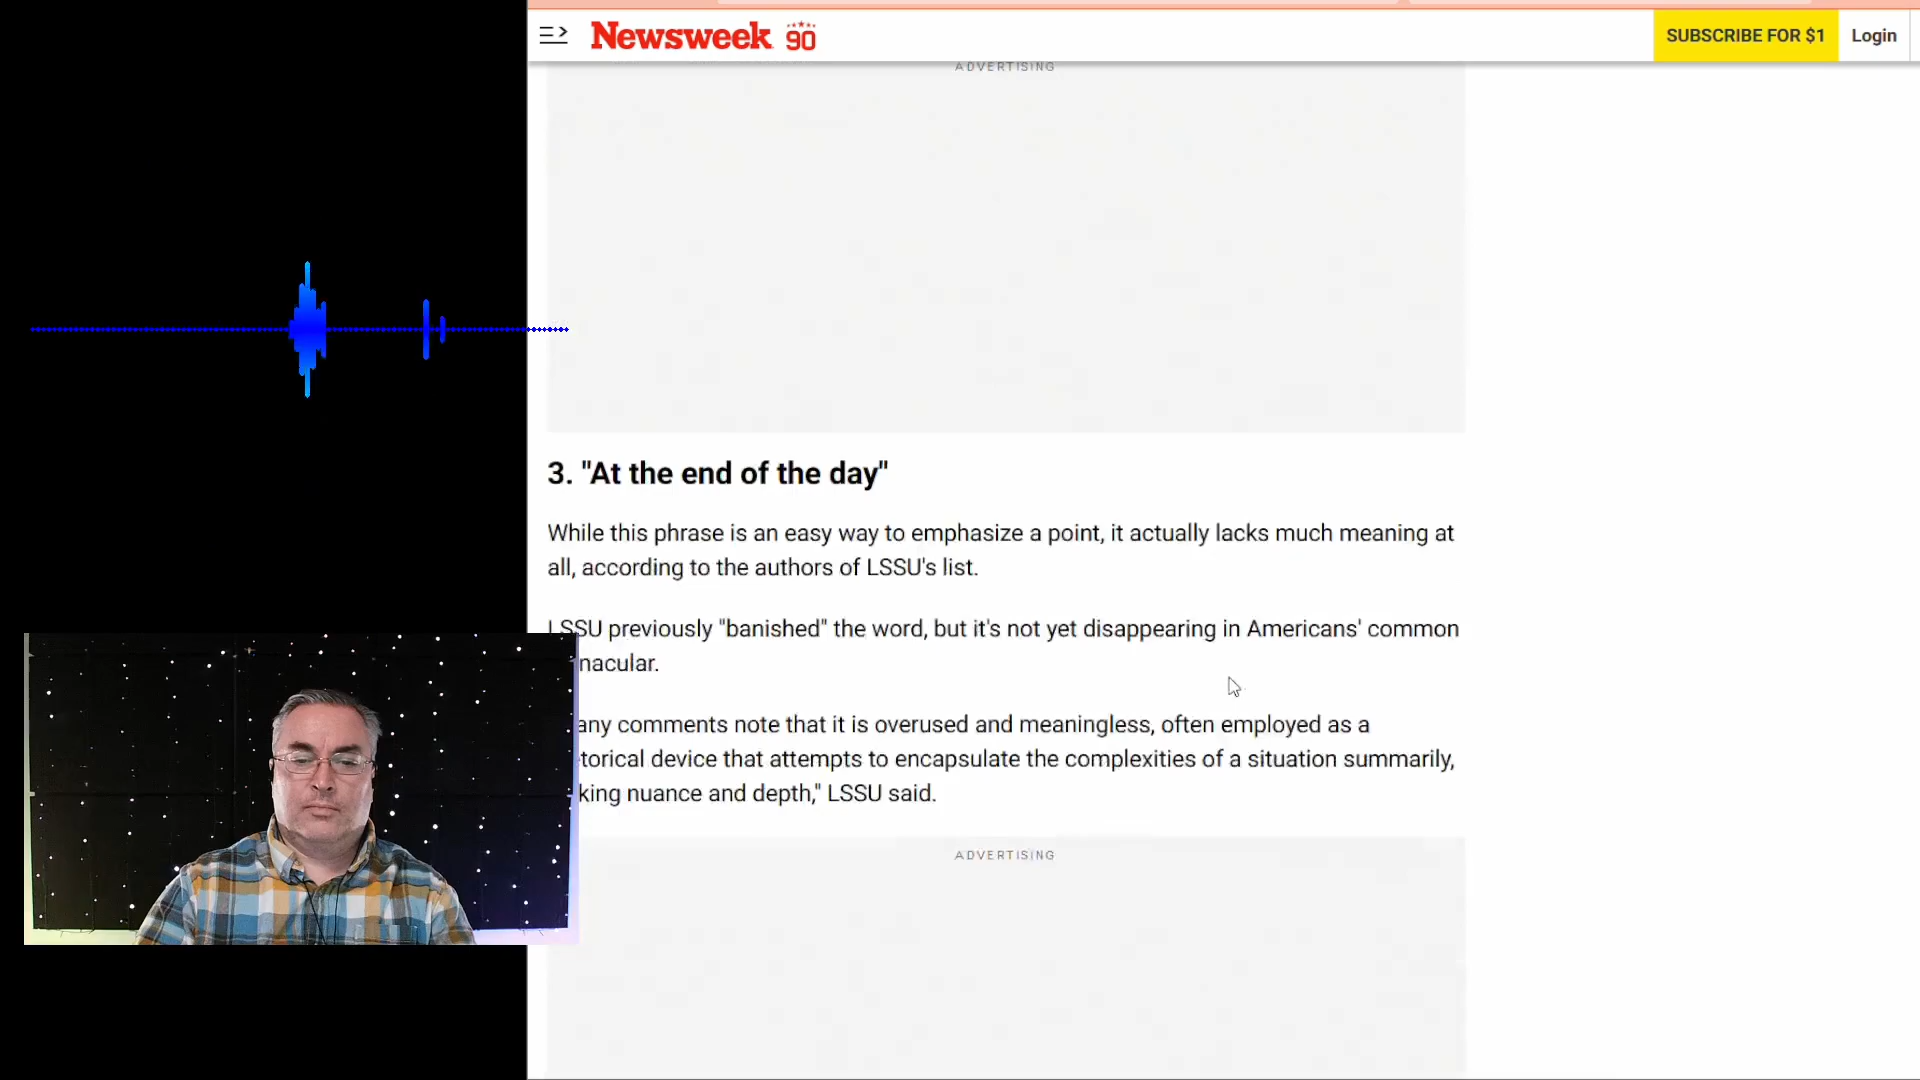 Newsweek 90
SUBSCRIBE FOR $1
Login
ADVERTISING
3. "At the end of the day"
While this phrase is an easy way to emphasize a point, it actually lacks much meaning at
all, according to the authors of LSSU's list.
LSSU previously "banished" the word, but it's not yet disappearing in Americans' common
nacular.
any comments note that it is overused and meaningless, often employed as a
torical device that attempts to encapsulate the complexities of a situation summarily,
king nuance and depth," LSSU said.
ADVERTISING